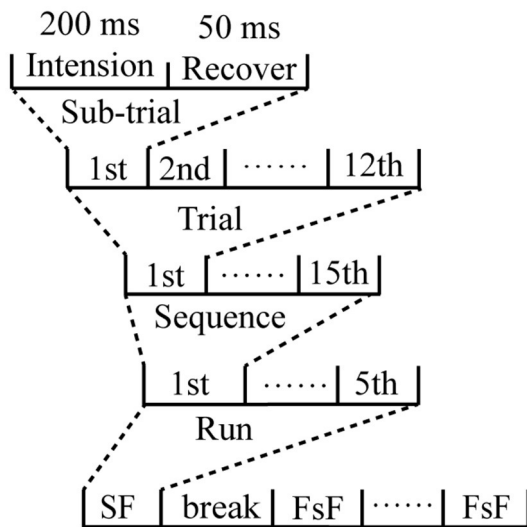 200 ms 50 ms
Intension Recover
Sub-trial
1st 2nd ...... 12th
Trial
1st ...... 15th
Sequence
1st ...... 5th
Run
SF break FsF ...... FsF